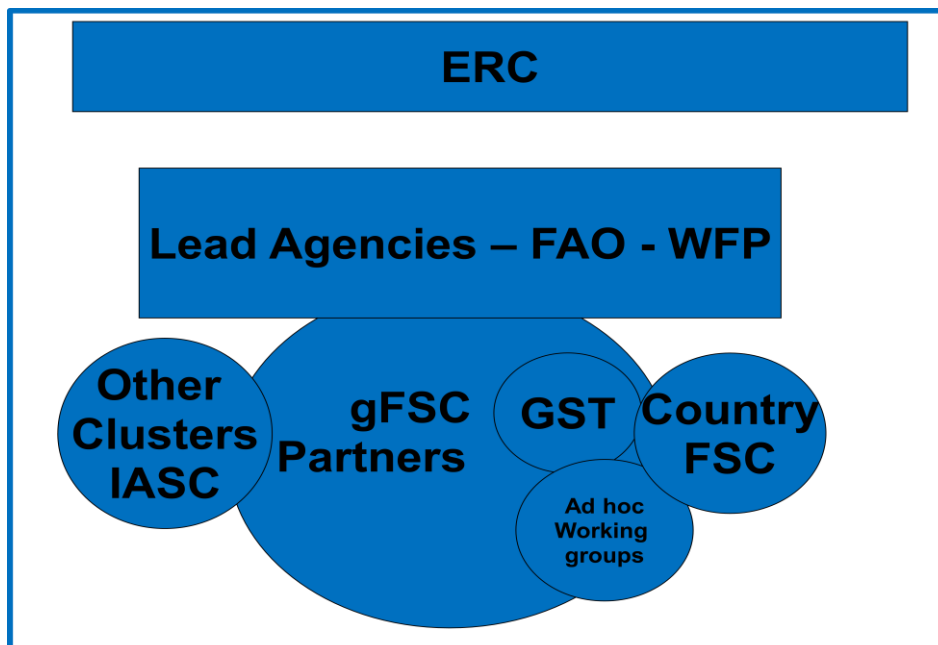 ERC
Lead Agencies – FAO - WFP
Other
Clusters
IASC
gFSC
Partners
GST
Country
FSC
Ad hoc
Working
groups